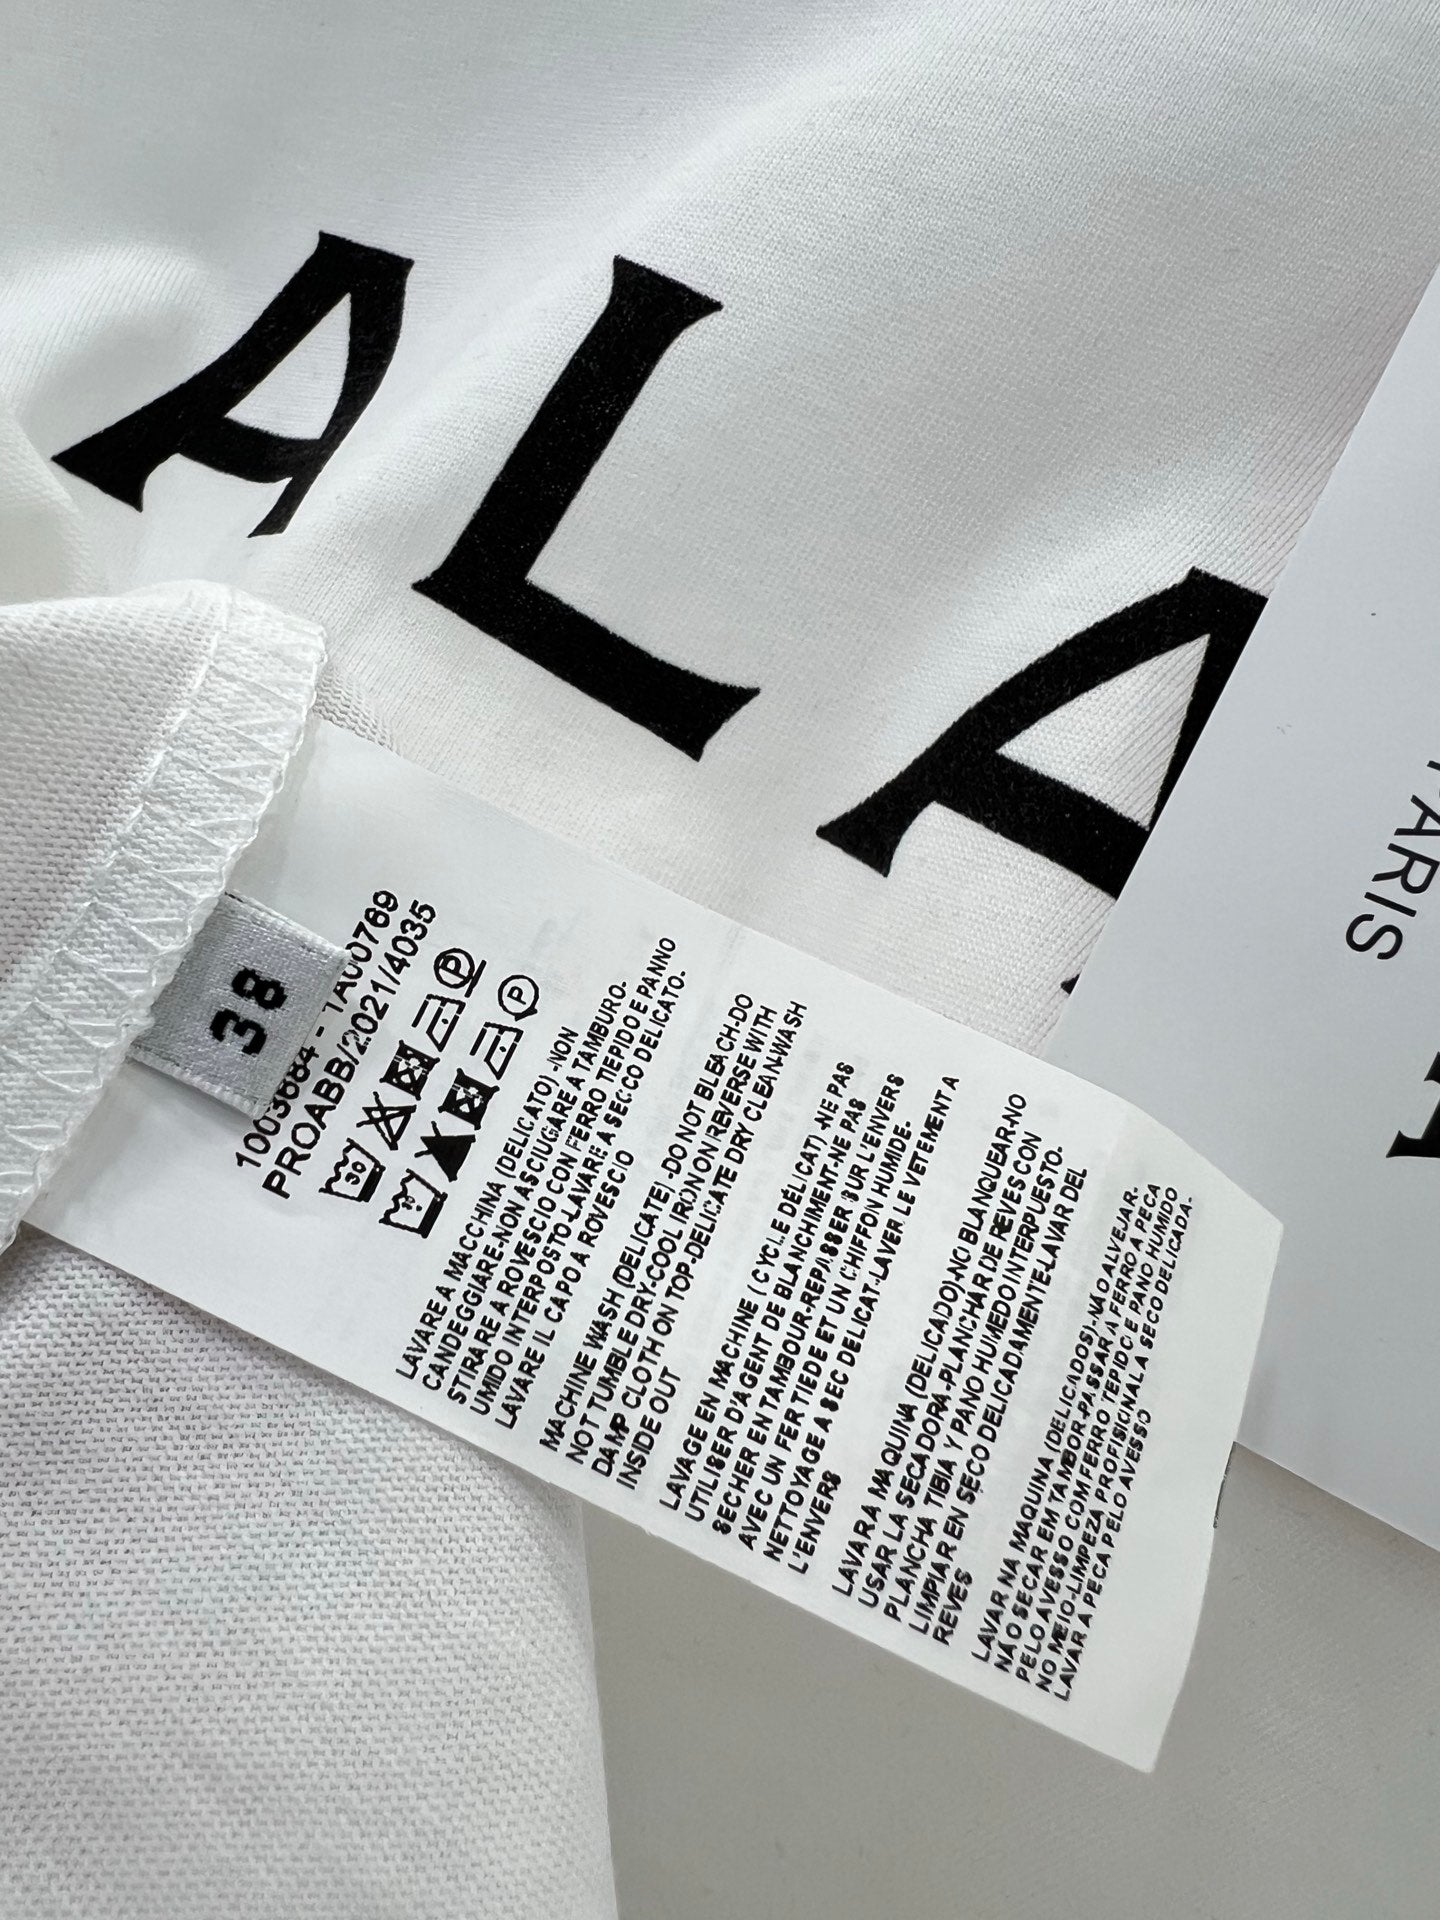 ALA
PARIS
38
1003684 - 1A00769
PROABB/2021/4035
30
P
P
LAVARE A MACCHINA (DELICATO) -NON
CANDEGGIARE-NON ASCIUGARE A TAMBURO-
STIRARE A ROVESCIO CON FERRO TIEPIDO E PANNO
UMIDO INTERPOSTO-LAVARE A SECCO DELICATO.
LAVARE IL CAPO A ROVESCIO
MACHINE WASH (DELICATE) -DO NOT BLEACH-DO
NOT TUMBLE DRY-COOL IRON ON REVERSE WITH
DAMP CLOTH ON TOP-DELICATE DRY CLEAN-WASH
INSIDE OUT
LAVAGE EN MACHINE (CYCLE DÉLICAT) -NE PAS
UTILISER D'AGENT DE BLANCHIMENT-NE PAS
SECHER EN TAMBOUR-REPASSER SUR L'ENVERS
AVEC UN FER TIEDE ET UN CHIFFON HUMIDE-
NETTOYAGE A SEC DELICAT-LAVER LE VETEMENT A
L'ENVERS
LAVAR A MAQUINA (DELICADO)-NO BLANQUEAR-NO
USAR LA SECADORA-PLANCHAR DE REVES CON
PLANCHA TIBIA Y PANO HUMEDO INTERPUESTO-
LIMPIAR EN SECO DELICADAMENTE-LAVAR DEL
REVES
LAVAR NA MAQUINA (DELICADOS)-NÃO ALVEJAR-
NÃO SECAR EM TAMBOR-PASSAR A FERRO A PEÇA
PELO AVESSO COM FERRO TEPIDO E PANO HUMIDO
NO MEIO-LIMPEZA PROFISIONAL A SECO DELICADA.
LAVAR A PEÇA PELO AVESSO